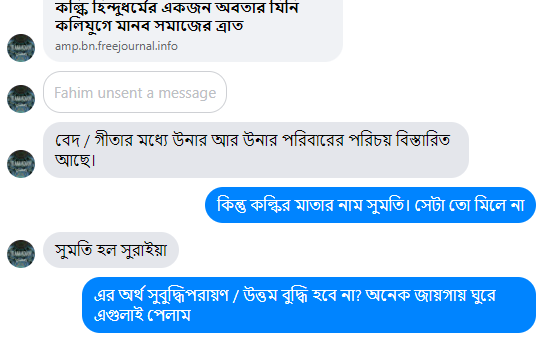 কল্কি হিন্দুধর্মের একজন অবতার যিনি
কলিযুগে মানব সমাজের ত্রাত
amp.bn.freejournal.info
Fahim unsent a message
বেদ / গীতার মধ্যে উনার আর উনার পরিবারের পরিচয় বিস্তারিত
আছে।
কিন্তু কল্কির মাতার নাম সুমতি। সেটা তো মিলে না
সুমতি হল সুরাইয়া
এর অর্থ সুবুদ্ধিপরায়ণ / উত্তম বুদ্ধি হবে না? অনেক জায়গায় ঘুরে
এগুলাই পেলাম